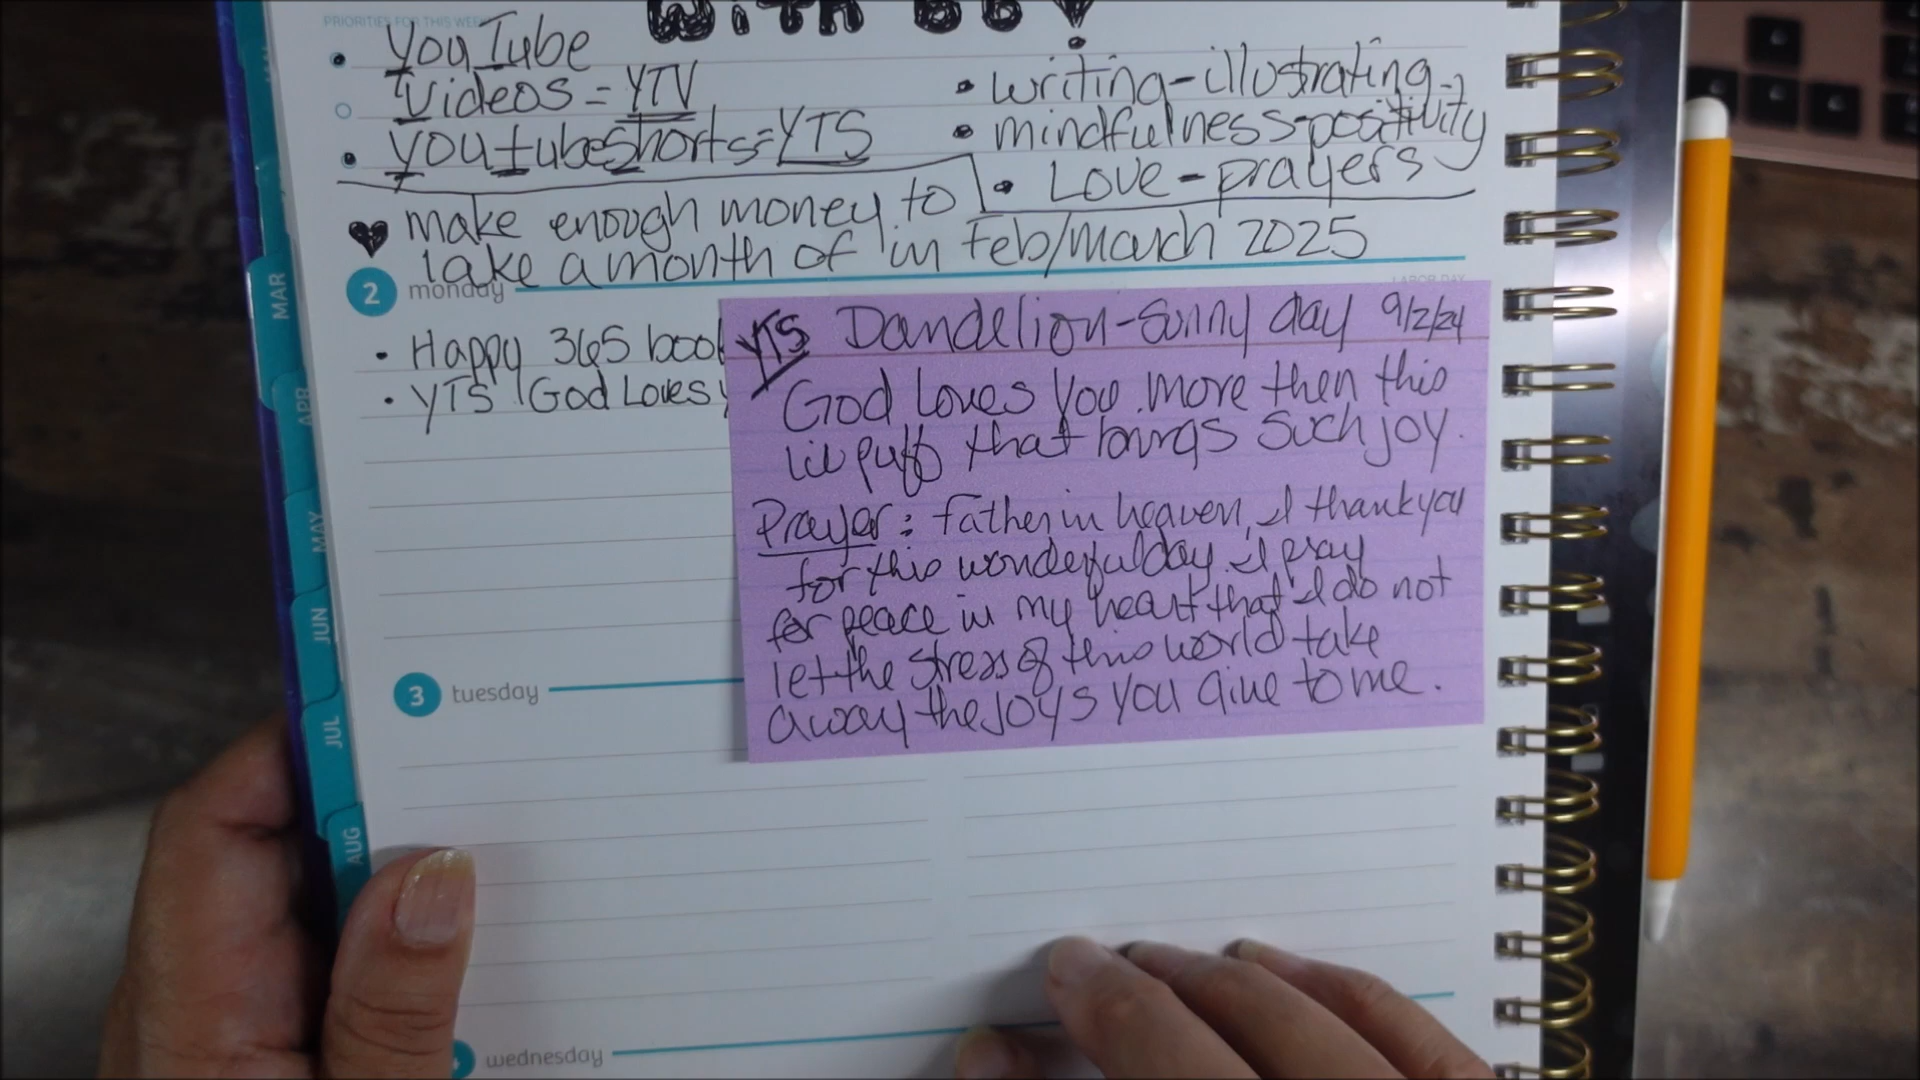 PRIORITIES FOR THIS WEEK
WITH
• YouTube
Videos = YTV
• youtubeshorts=YTS
• writing-illustrating-
• mindfulness-positivity
• Love-prayers
♥ make enough money to
take a month of in Feb/march 2025
2 monday
LABOR DAY
• Happy 365 book
• YTS God Loves
YTS Dandelion-Sunny day 9/2/24
God Loves You more then this
lil puff that brings such joy.
Prayer: Father in heaven, I thank you
for this wonderful day. I pray
for peace in my heart that I do not
let the stress of this world take
away the joys you give to me.
3 tuesday
wednesday
MAR
APR
MAY
JUN
JUL
AUG